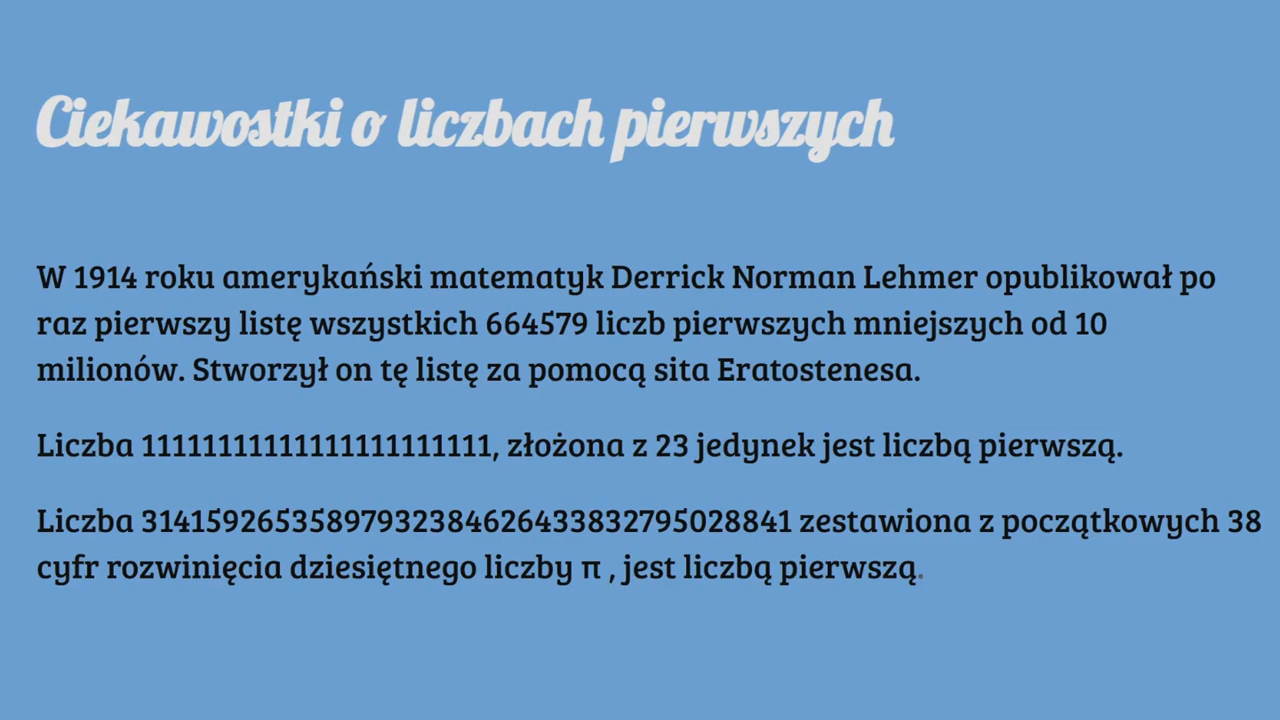 Ciekawostki o liczbach pierwszych
W 1914 roku amerykański matematyk Derrick Norman Lehmer opublikował po
raz pierwszy listę wszystkich 664579 liczb pierwszych mniejszych od 10
milionów. Stworzył on tę listę za pomocą sita Eratostenesa.
Liczba 11111111111111111111111, złożona z 23 jedynek jest liczbą pierwszą.
Liczba 31415926535897932384626433832795028841 zestawiona z początkowych 38
cyfr rozwinięcia dziesiętnego liczby π , jest liczbą pierwszą.